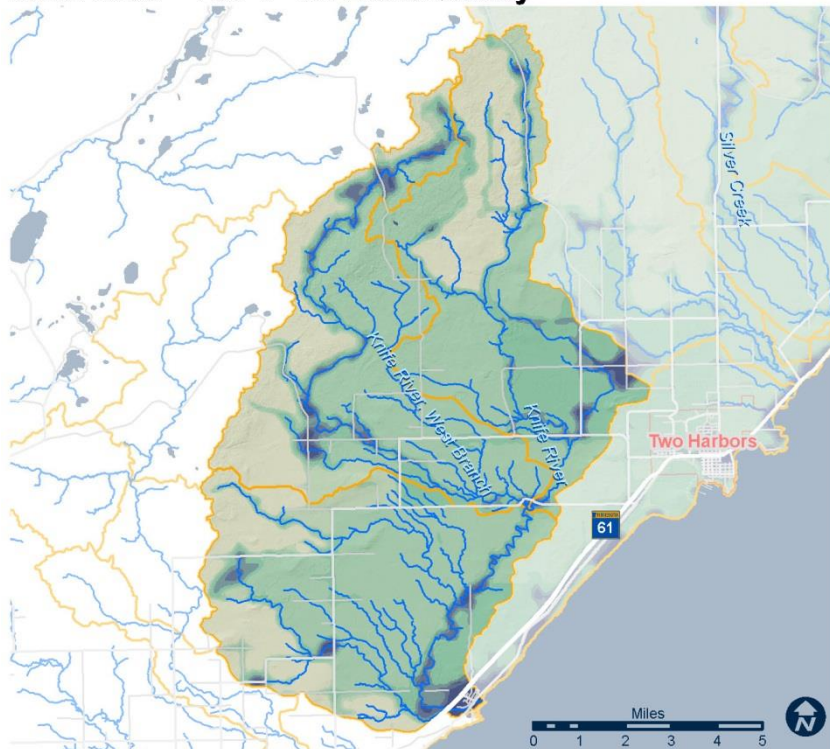 Silver Creek
Knife River, West Branch
Knife River
Two Harbors
61
Miles
0 1 2 3 4 5
N